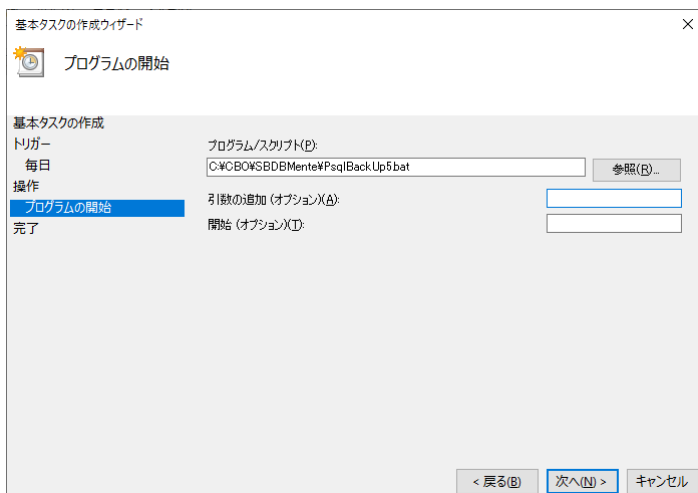 基本タスクの作成ウィザード
プログラムの開始
基本タスクの作成
トリガー
毎日
操作
プログラムの開始
完了
プログラム/スクリプト(P):
C:¥CBO¥SBDBMente¥PsqlBackUp5.bat
参照(R)...
引数の追加 (オプション)(A):
開始 (オプション)(T):
< 戻る(B)
次へ(N) >
キャンセル